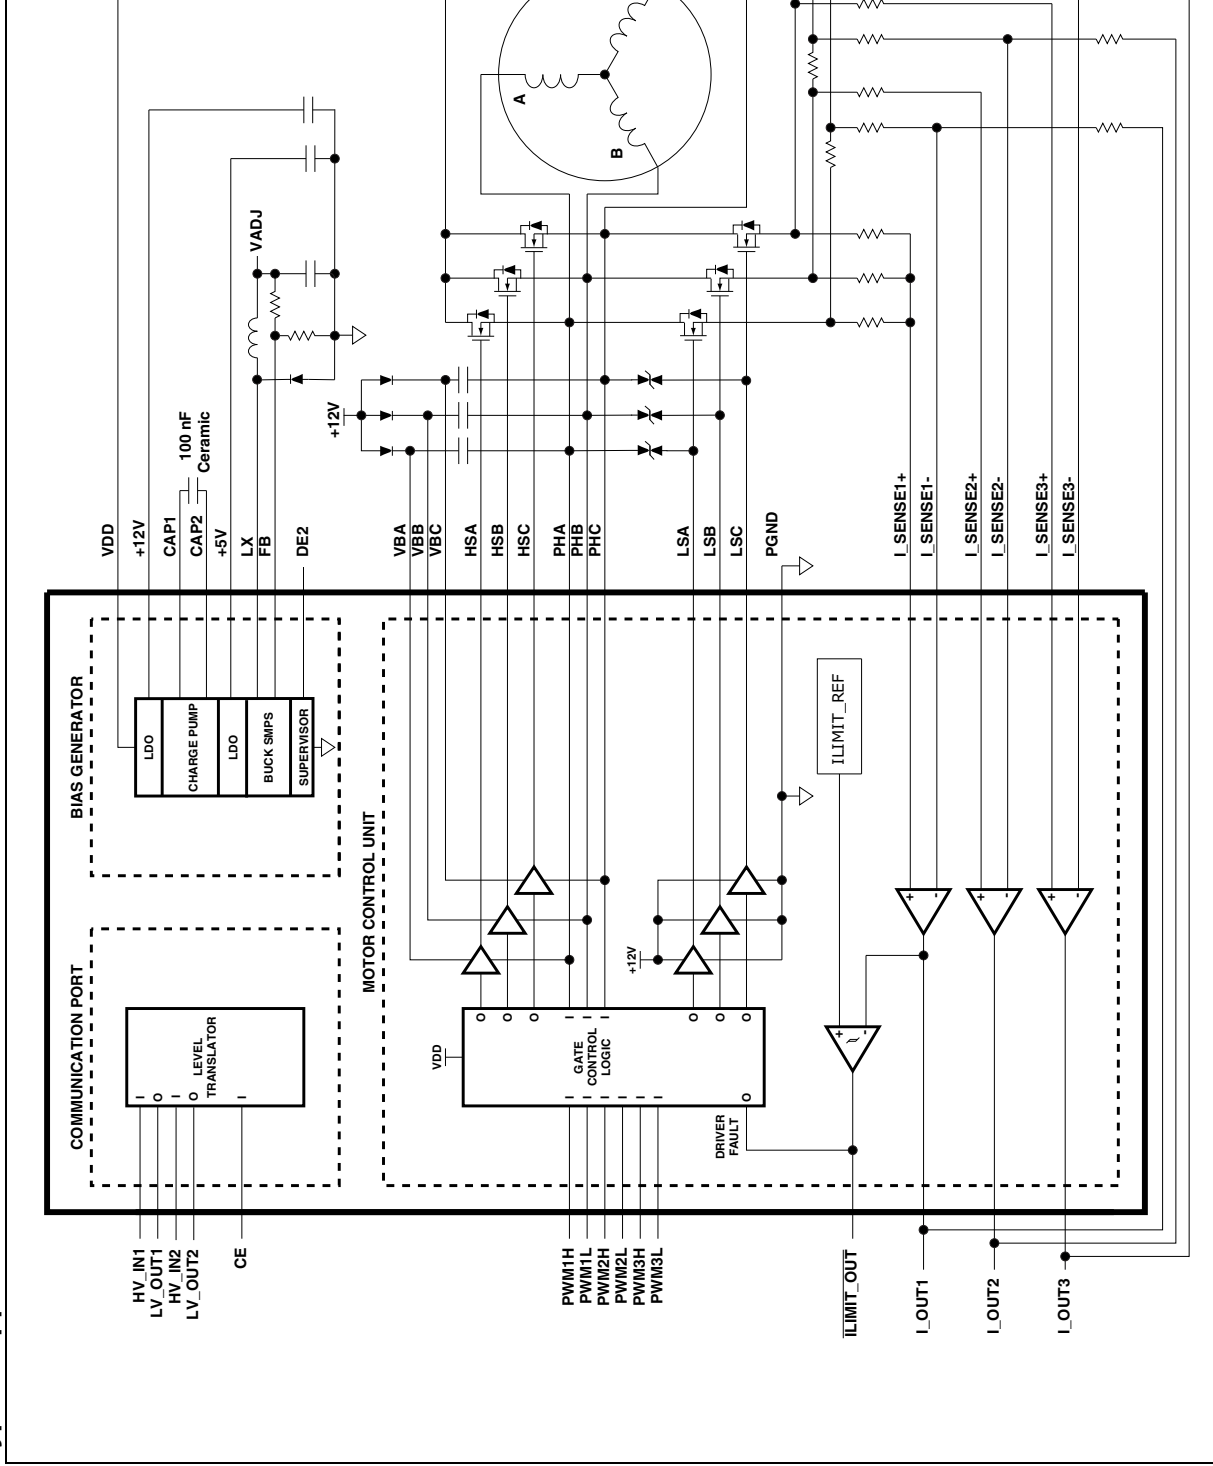 VDD
+12V
CAP1
CAP2
+5V
LX
FB
DE2
100 nF
Ceramic
VADJ
+12V
VBA
VBB
VBC
HSA
HSB
HSC
PHA
PHB
PHC
LSA
LSB
LSC
PGND
I_SENSE1+
I_SENSE1-
I_SENSE2+
I_SENSE2-
I_SENSE3+
I_SENSE3-
A
B
BIAS GENERATOR
LDO
CHARGE PUMP
LDO
BUCK SMPS
SUPERVISOR
COMMUNICATION PORT
I
O
I
O
LEVEL
TRANSLATOR
I
HV_IN1
LV_OUT1
HV_IN2
LV_OUT2
CE
MOTOR CONTROL UNIT
VDD
GATE
CONTROL
LOGIC
O
O
O
I
I
I
O
O
O
I
I
I
I
I
I
O
+12V
DRIVER
FAULT
ILIMIT_REF
+
-
+
-
+
-
+
-
PWM1H
PWM1L
PWM2H
PWM2L
PWM3H
PWM3L
ILIMIT_OUT
I_OUT1
I_OUT2
I_OUT3